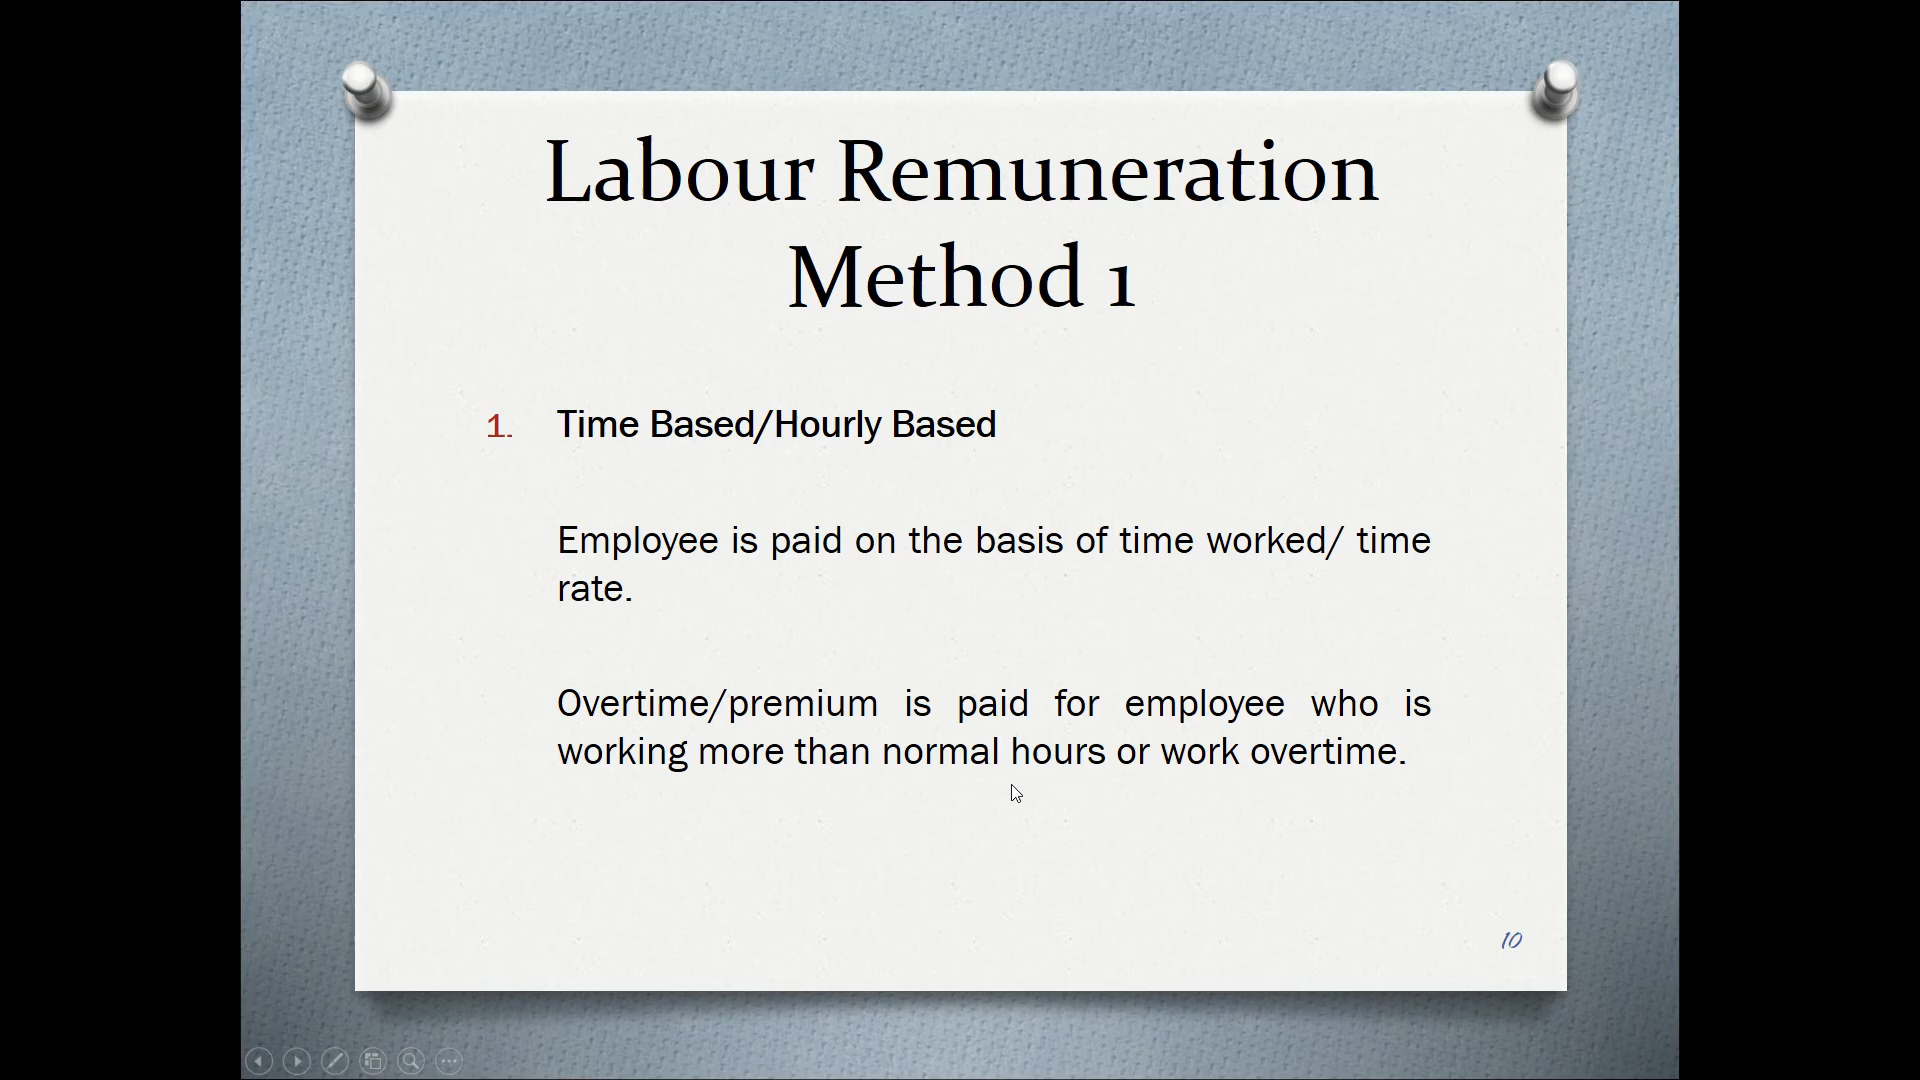 Labour Remuneration
Method 1
1. Time Based/Hourly Based
Employee is paid on the basis of time worked/ time
rate.
Overtime/premium is paid for employee who is
working more than normal hours or work overtime.
10